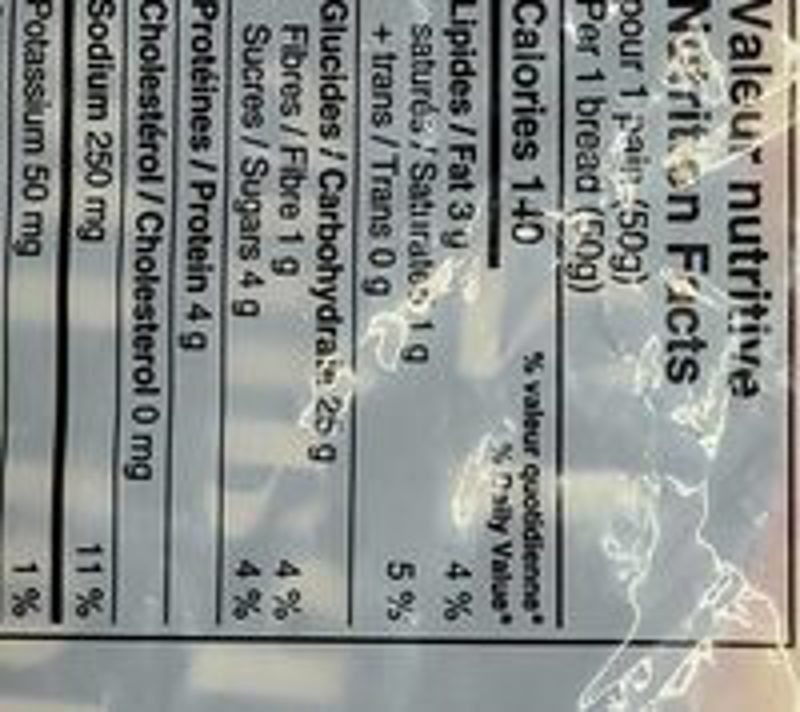 Valeur nutritive
Nutrition Facts
pour 1 pain (50g)
Per 1 bread (50g)
% valeur quotidienne*
Calories 140
% Daily Value*
Lipides / Fat 3 g 4 %
saturés / Saturates 1 g
+ trans / Trans 0 g 5 %
Glucides / Carbohydrate 25 g
Fibres / Fibre 1 g 4 %
Sucres / Sugars 4 g 4 %
Protéines / Protein 4 g
Cholestérol / Cholesterol 0 mg
Sodium 250 mg 11 %
Potassium 50 mg 1 %